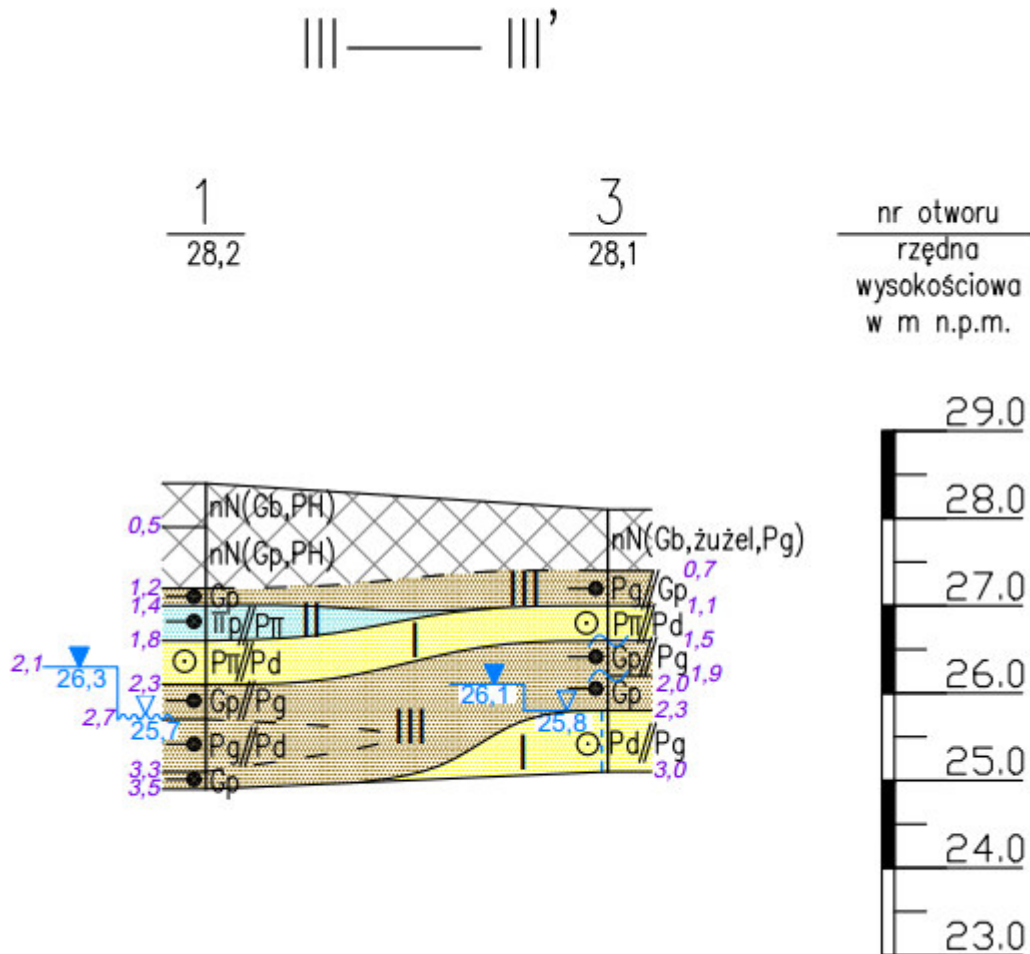 III — III’
1
28,2
3
28,1
nr otworu
rzędna
wysokościowa
w m n.p.m.
29.0
nN(Gb,PH)
28.0
0,5
nN(Gp,PH)
nN(Gb,żużel,Pg)
0,7
1,2
Gp
III
Pg//Gp
27.0
1,4
1,1
πp//Pπ
II
Pπ//Pd
1,8
I
1,5
2,1
26,3
Pπ//Pd
Gp//Pg
1,9
26.0
2,3
Gp//Pg
26,1
Gp
2,0
2,7
25,7
25,8
2,3
Pg//Pd
III
I
Pd//Pg
3,3
Gp
3,0
25.0
3,5
24.0
23.0